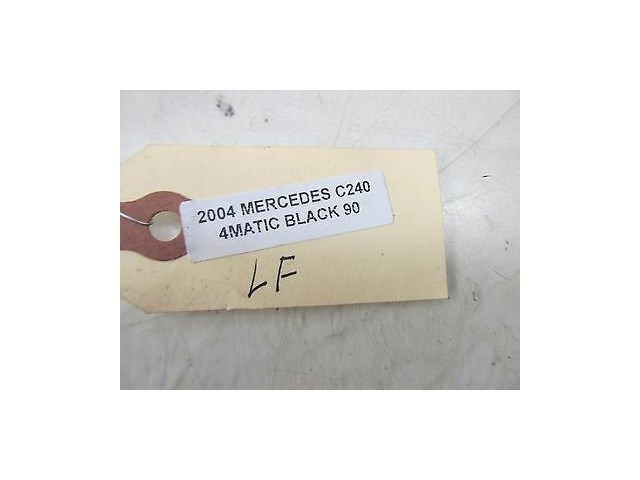 2004 MERCEDES C240
4MATIC BLACK 90
LF